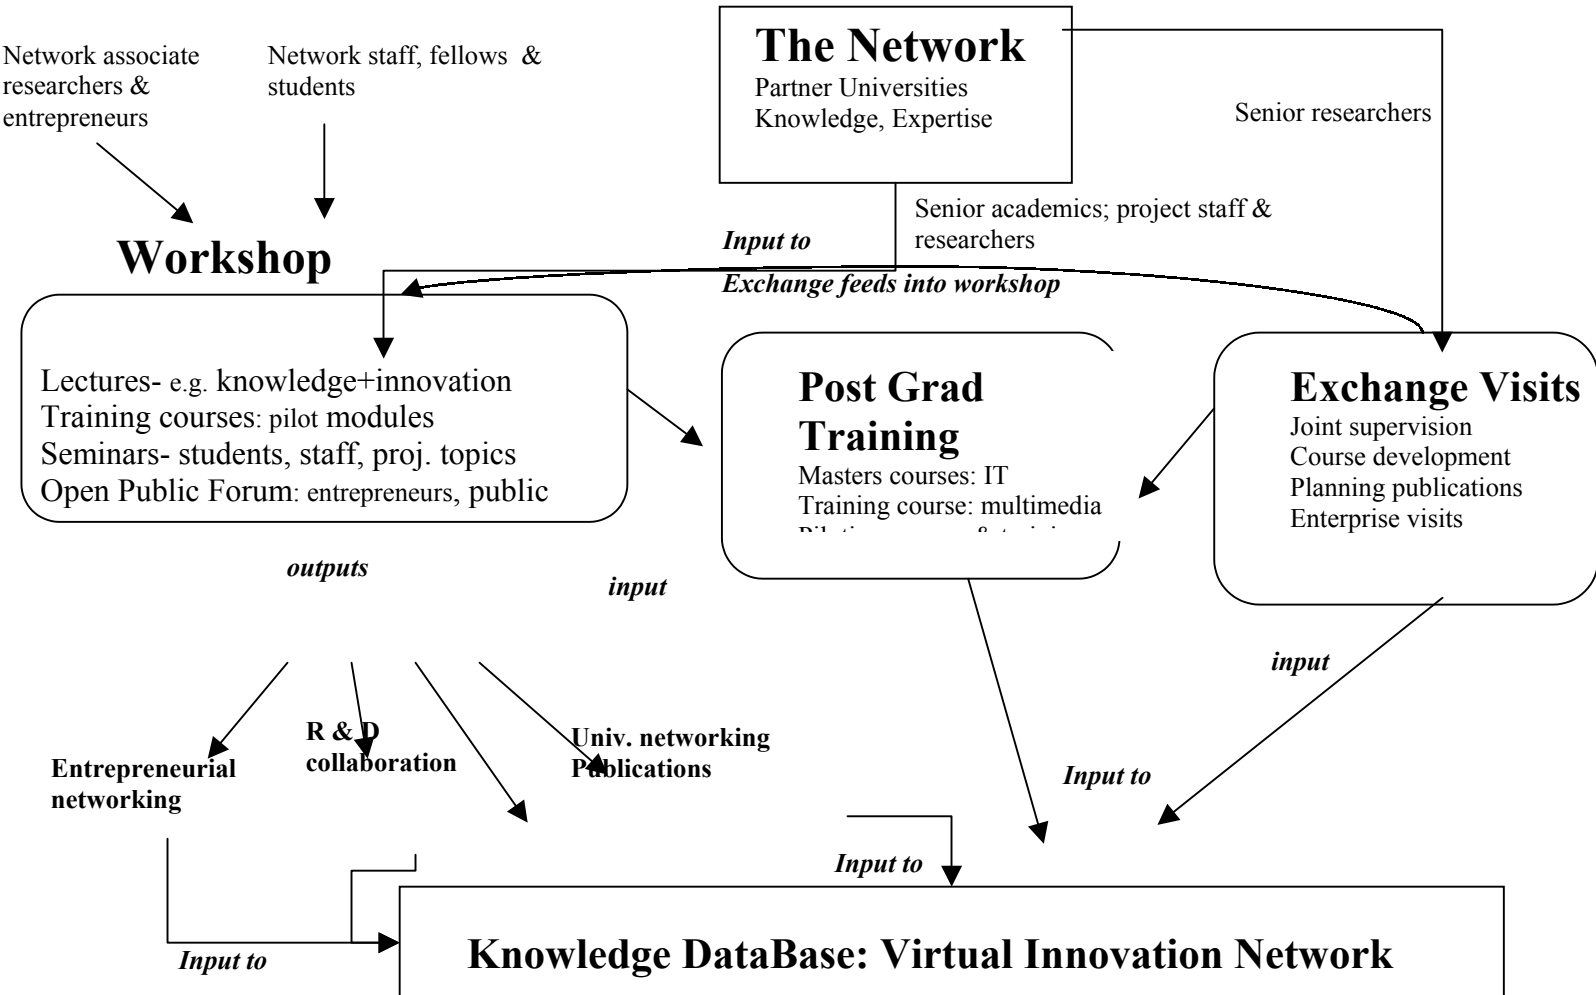 Network associate
researchers &
entrepreneurs
Network staff, fellows &
students
The Network
Partner Universities
Knowledge, Expertise
Senior researchers
Senior academics; project staff &
researchers
Input to
Exchange feeds into workshop
Workshop
Lectures- e.g. knowledge+innovation
Training courses: pilot modules
Seminars- students, staff, proj. topics
Open Public Forum: entrepreneurs, public
Post Grad
Training
Masters courses: IT
Training course: multimedia
Exchange Visits
Joint supervision
Course development
Planning publications
Enterprise visits
outputs
input
input
Entrepreneurial
networking
R & D
collaboration
Univ. networking
Publications
Input to
Input to
Input to
Knowledge DataBase: Virtual Innovation Network